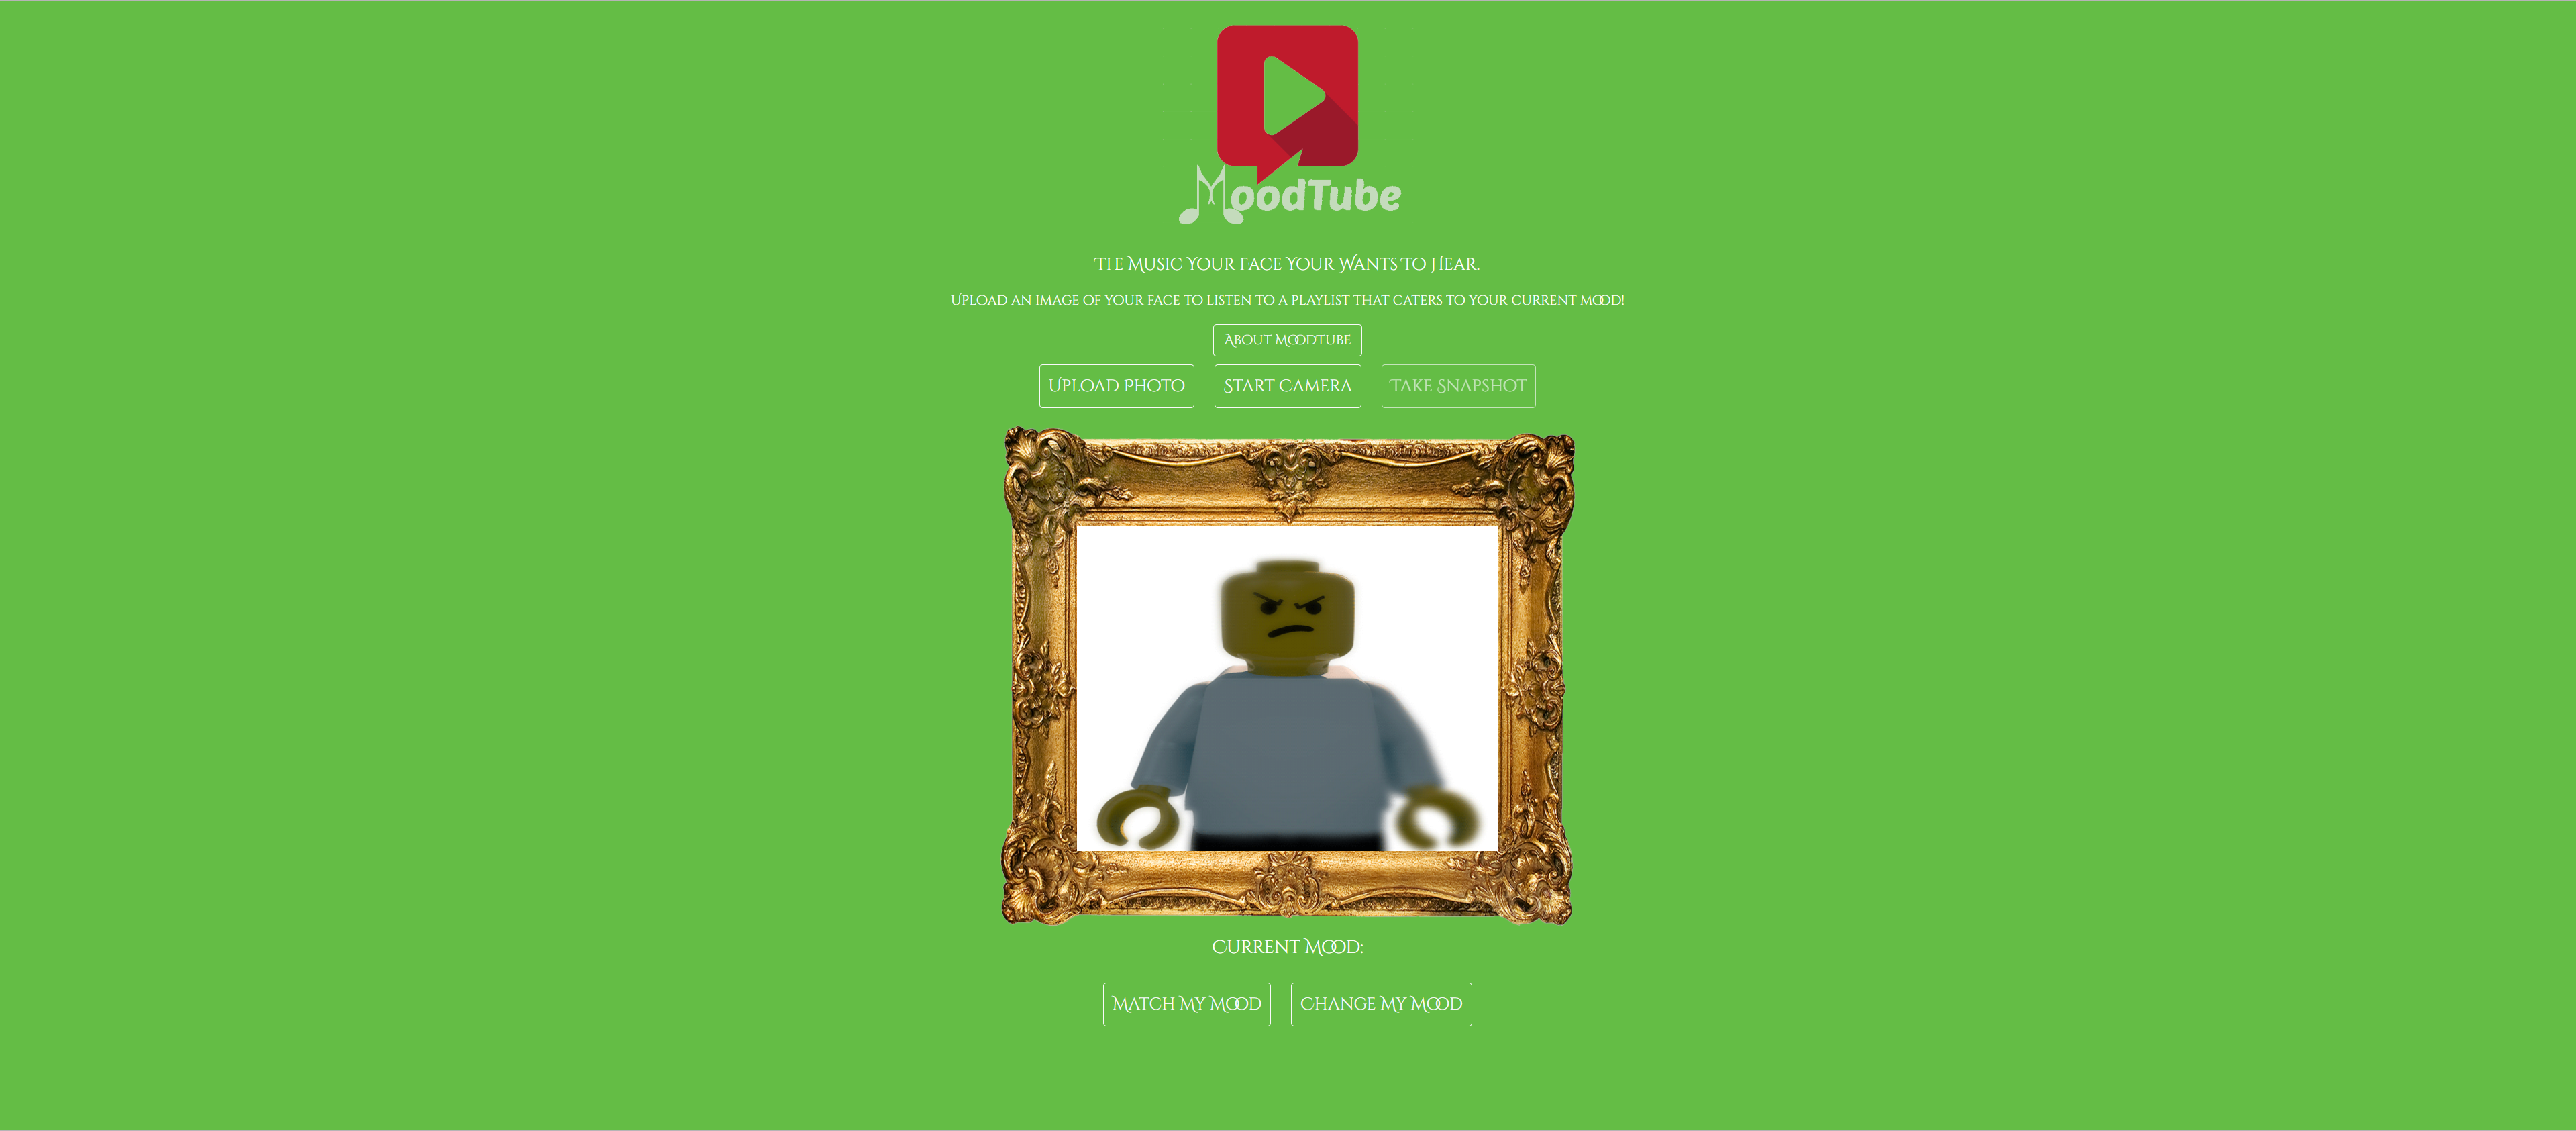 MoodTube
The Music Your Face Your Wants To Hear.
Upload an image of your face to listen to a playlist that caters to your current mood!
About MoodTube
Upload Photo
Start Camera
Take Snapshot
Current Mood:
Match My Mood
Change My Mood